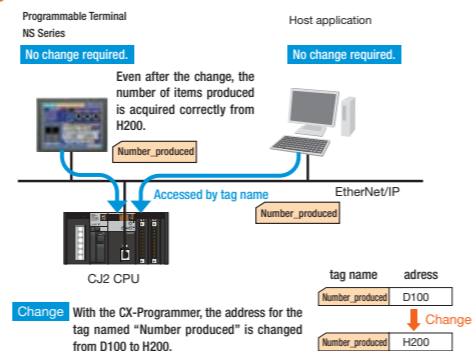 Programmable Terminal
NS Series
No change required.
Host application
No change required.
Even after the change, the
number of items produced
is acquired correctly from
H200.
Number_produced
Accessed by tag name
EtherNet/IP
Number_produced
CJ2 CPU
tag name adress
Number_produced D100
Change
Number_produced H200
Change With the CX-Programmer, the address for the
tag named “Number produced” is changed
from D100 to H200.